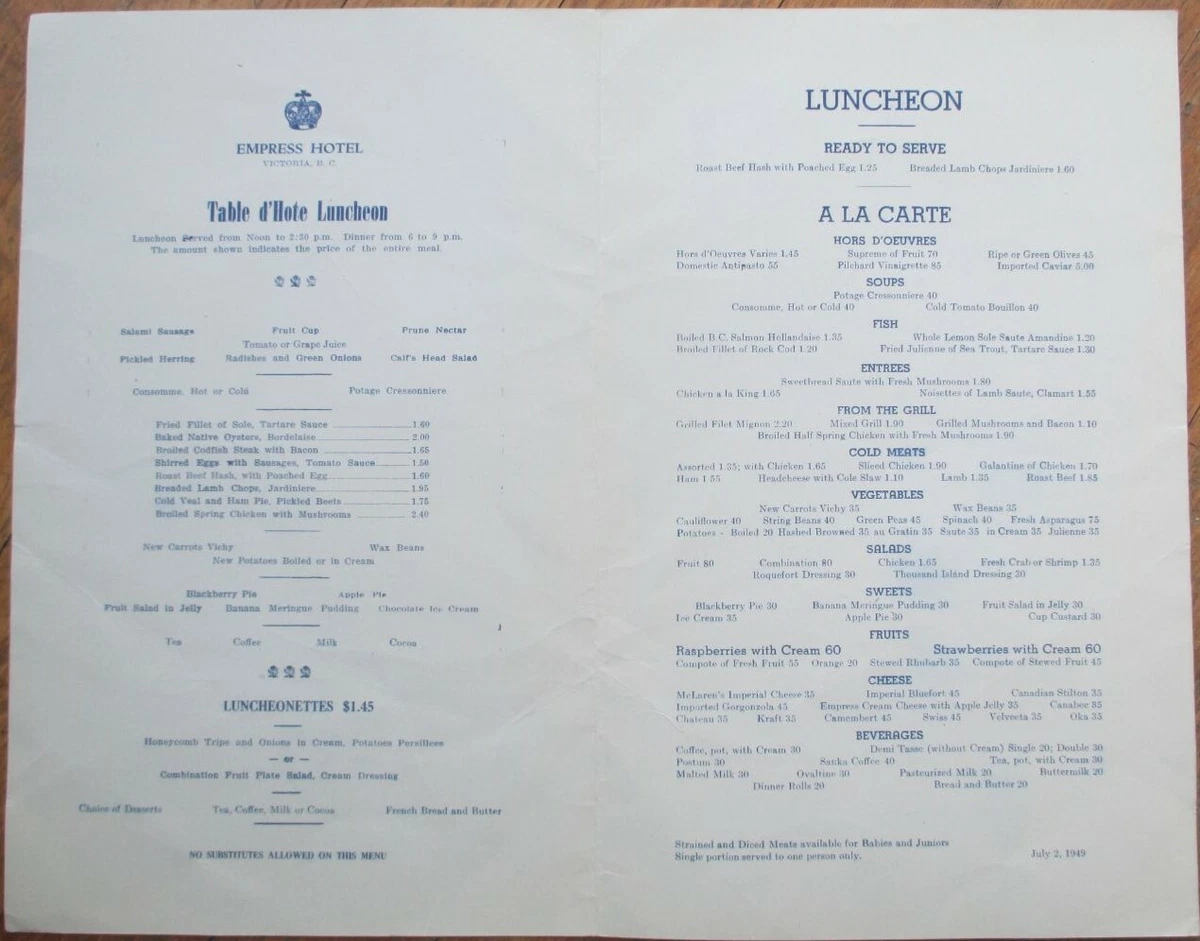 EMPRESS HOTEL
VICTORIA, B. C.
Table d'Hote Luncheon
Luncheon Served from Noon to 2:30 p.m. Dinner from 6 to 9 p.m.
The amount shown indicates the price of the entire meal.
Salami Sausage Fruit Cup Prune Nectar
Tomato or Grape Juice
Pickled Herring Radishes and Green Onions Calf's Head Salad
Consomme, Hot or Cold Potage Cressonniere
Fried Fillet of Sole, Tartare Sauce 1.60
Baked Native Oysters, Bordelaise 2.00
Broiled Codfish Steak with Bacon 1.65
Shirred Eggs with Sausages, Tomato Sauce 1.50
Roast Beef Hash, with Poached Egg 1.60
Breaded Lamb Chops, Jardiniere 1.95
Cold Veal and Ham Pie, Pickled Beets 1.75
Broiled Spring Chicken with Mushrooms 2.40
New Carrots Vichy Wax Beans
New Potatoes Boiled or in Cream
Blackberry Pie Apple Pie
Fruit Salad in Jelly Banana Meringue Pudding Chocolate Ice Cream
Tea Coffee Milk Cocoa
LUNCHEONETTES $1.45
Honeycomb Tripe and Onions in Cream, Potatoes Persillees
— or —
Combination Fruit Plate Salad, Cream Dressing
Choice of Desserts Tea, Coffee, Milk or Cocoa French Bread and Butter
NO SUBSTITUTES ALLOWED ON THIS MENU
LUNCHEON
READY TO SERVE
Roast Beef Hash with Poached Egg 1.25 Breaded Lamb Chops Jardiniere 1.60
A LA CARTE
HORS D'OEUVRES
Hors d'Oeuvres Varies 1.45 Supreme of Fruit 70 Ripe or Green Olives 45
Domestic Antipasto 55 Pilchard Vinaigrette 85 Imported Caviar 5.00
SOUPS
Potage Cressonniere 40
Consomme, Hot or Cold 40 Cold Tomato Bouillon 40
FISH
Boiled B.C. Salmon Hollandaise 1.35 Whole Lemon Sole Saute Amandine 1.20
Broiled Fillet of Rock Cod 1.20 Fried Julienne of Sea Trout, Tartare Sauce 1.30
ENTREES
Sweetbread Saute with Fresh Mushrooms 1.80
Chicken a la King 1.65 Noisettes of Lamb Saute, Clamart 1.55
FROM THE GRILL
Grilled Filet Mignon 2.20 Mixed Grill 1.90 Grilled Mushrooms and Bacon 1.10
Broiled Half Spring Chicken with Fresh Mushrooms 1.90
COLD MEATS
Assorted 1.35; with Chicken 1.65 Sliced Chicken 1.90 Galantine of Chicken 1.70
Ham 1 55 Headcheese with Cole Slaw 1.10 Lamb 1.35 Roast Beef 1.85
VEGETABLES
New Carrots Vichy 35 Wax Beans 35
Cauliflower 40 String Beans 40 Green Peas 45 Spinach 40 Fresh Asparagus 75
Potatoes - Boiled 20 Hashed Browned 35 au Gratin 35 Saute 35 in Cream 35 Julienne 35
SALADS
Fruit 80 Combination 80 Chicken 1.65 Fresh Crab or Shrimp 1.35
Roquefort Dressing 30 Thousand Island Dressing 30
SWEETS
Blackberry Pie 30 Banana Meringue Pudding 30 Fruit Salad in Jelly 30
Ice Cream 35 Apple Pie 30 Cup Custard 30
FRUITS
Raspberries with Cream 60 Strawberries with Cream 60
Compote of Fresh Fruit 55 Orange 20 Stewed Rhubarb 35 Compote of Stewed Fruit 45
CHEESE
McLaren's Imperial Cheese 35 Imperial Bluefort 45 Canadian Stilton 35
Imported Gorgonzola 45 Empress Cream Cheese with Apple Jelly 35 Canabec 35
Chateau 35 Kraft 35 Camembert 45 Swiss 45 Velveeta 35 Oka 35
BEVERAGES
Coffee, pot, with Cream 30 Demi Tasse (without Cream) Single 20; Double 30
Postum 30 Sanka Coffee 40 Tea, pot, with Cream 30
Malted Milk 30 Ovaltine 30 Pasteurized Milk 20 Buttermilk 20
Dinner Rolls 20 Bread and Butter 20
Strained and Diced Meats available for Babies and Juniors
Single portion served to one person only. July 2, 1949